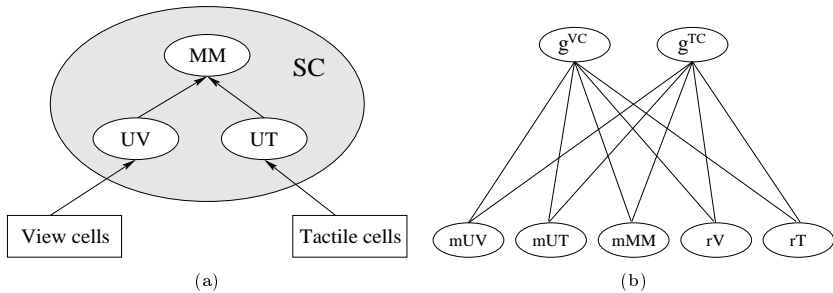 MM
SC
UV
UT
View cells
Tactile cells
(a)
g^VC
g^TC
mUV
mUT
mMM
rV
rT
(b)